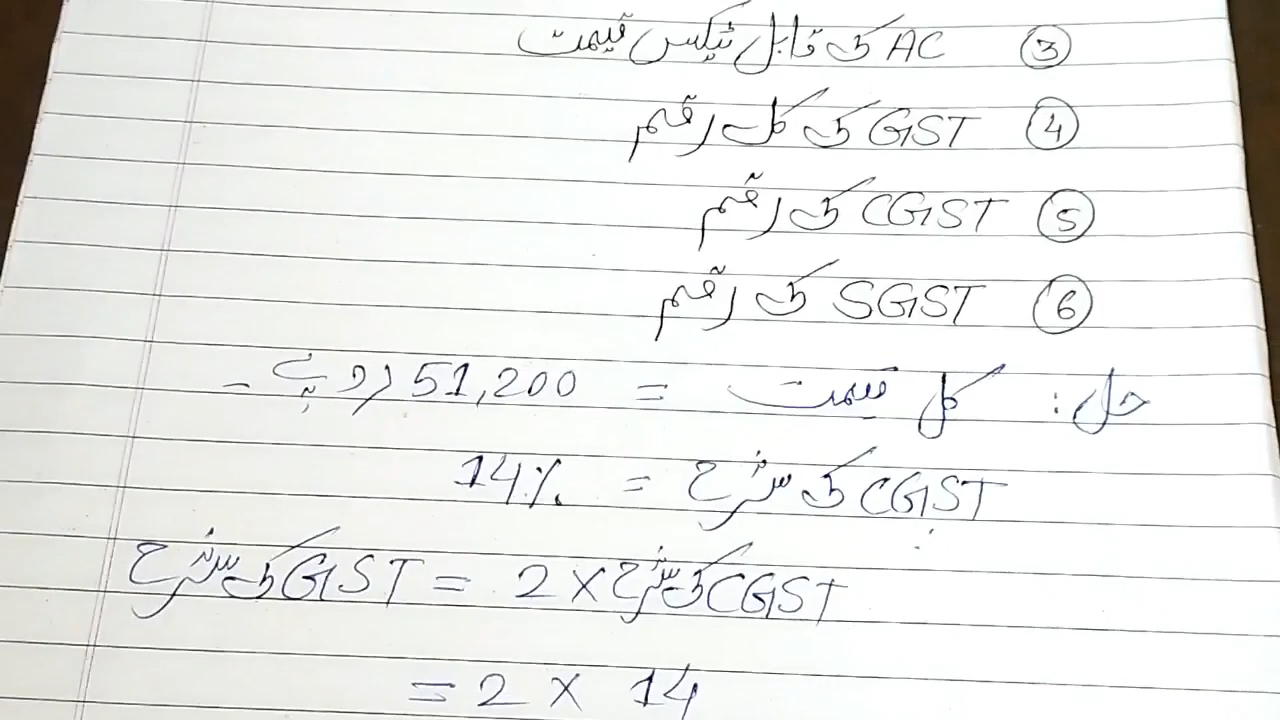 ③ AC کی قابل ٹیکس قیمت
④ GST کی کل رقم
⑤ CGST کی رقم
⑥ SGST کی رقم
حل: کل قیمت = 51,200 روپے -
CGST کی شرح = 14%
GST کی شرح = 2 × CGST کی شرح
= 2 × 14